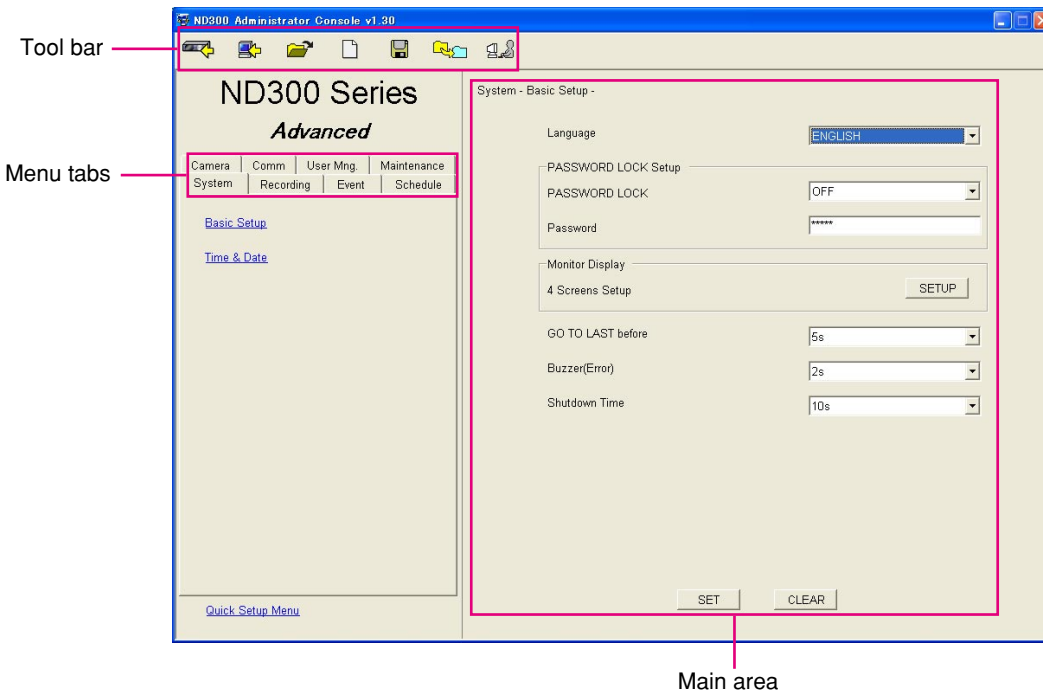 ND300 Administrator Console v1.30
Tool bar
ND300 Series
Advanced
Menu tabs
Camera Comm User Mng. Maintenance
System Recording Event Schedule
Basic Setup
Time & Date
Quick Setup Menu
System - Basic Setup -
Language ENGLISH
PASSWORD LOCK Setup
PASSWORD LOCK OFF
Password *****
Monitor Display
4 Screens Setup SETUP
GO TO LAST before 5s
Buzzer(Error) 2s
Shutdown Time 10s
SET CLEAR
Main area